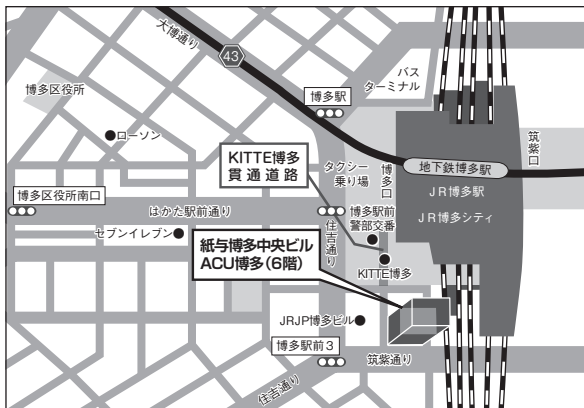 大博通り
43
バス
ターミナル
博多区役所
博多駅
ローソン
筑紫口
KITTE博多
貫通道路
タクシー
乗り場
博多口
地下鉄博多駅
JR博多駅
JR博多シティ
博多区役所南口
はかた駅前通り
住吉通り
博多駅前
警部交番
セブンイレブン
紙与博多中央ビル
ACU博多(6階)
KITTE博多
JRJP博多ビル
博多駅前3
筑紫通り
住吉通り